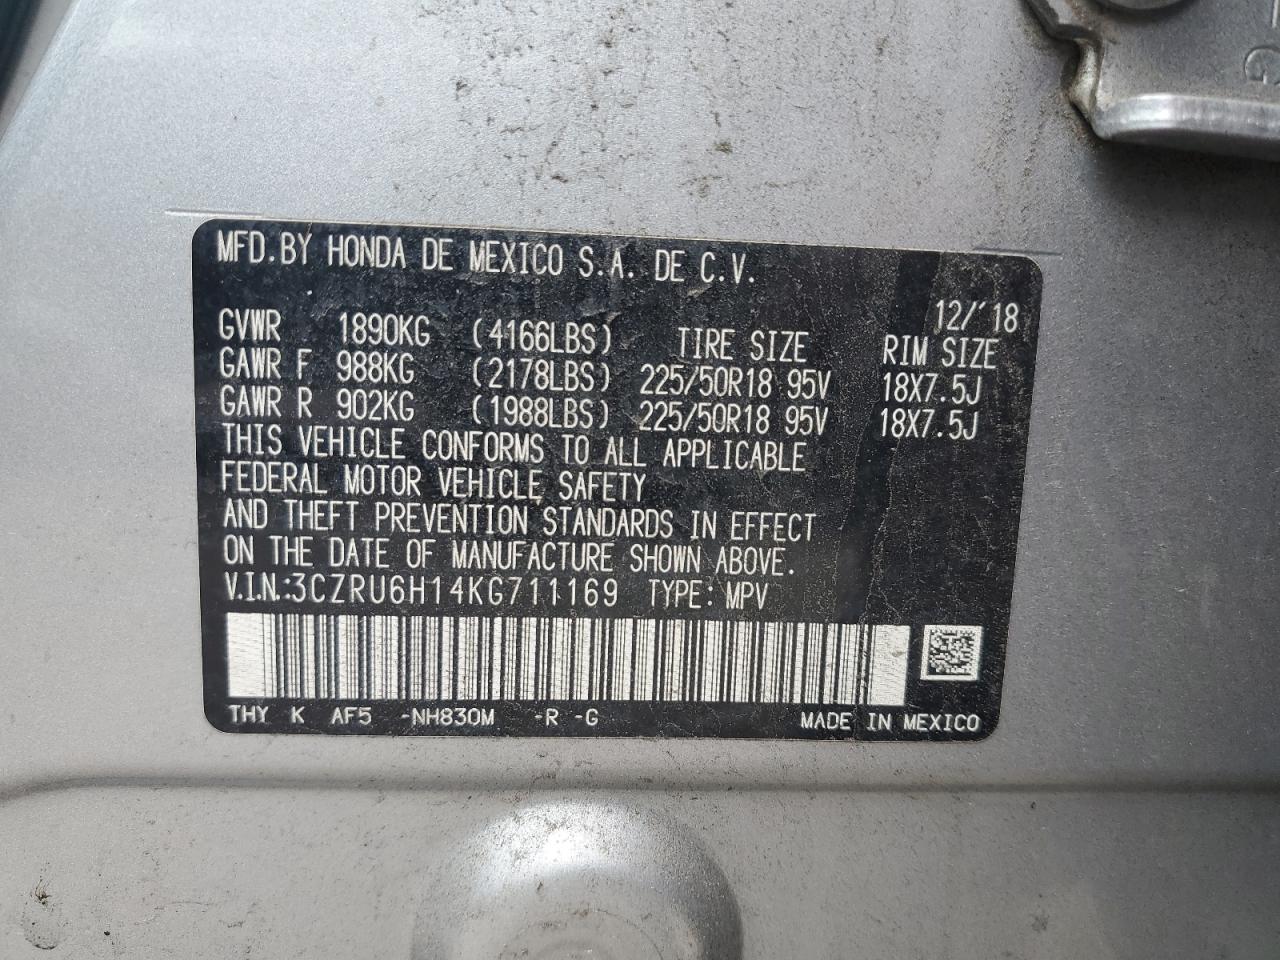 MFD.BY HONDA DE MEXICO S.A. DE C.V.
12/'18
GVWR 1890KG (4166LBS) TIRE SIZE RIM SIZE
GAWR F 988KG (2178LBS) 225/50R18 95V 18X7.5J
GAWR R 902KG (1988LBS) 225/50R18 95V 18X7.5J
THIS VEHICLE CONFORMS TO ALL APPLICABLE
FEDERAL MOTOR VEHICLE SAFETY
AND THEFT PREVENTION STANDARDS IN EFFECT
ON THE DATE OF MANUFACTURE SHOWN ABOVE.
V.I.N.:3CZRU6H14KG711169 TYPE: MPV
THY K AF5 -NH830M -R -G MADE IN MEXICO
G